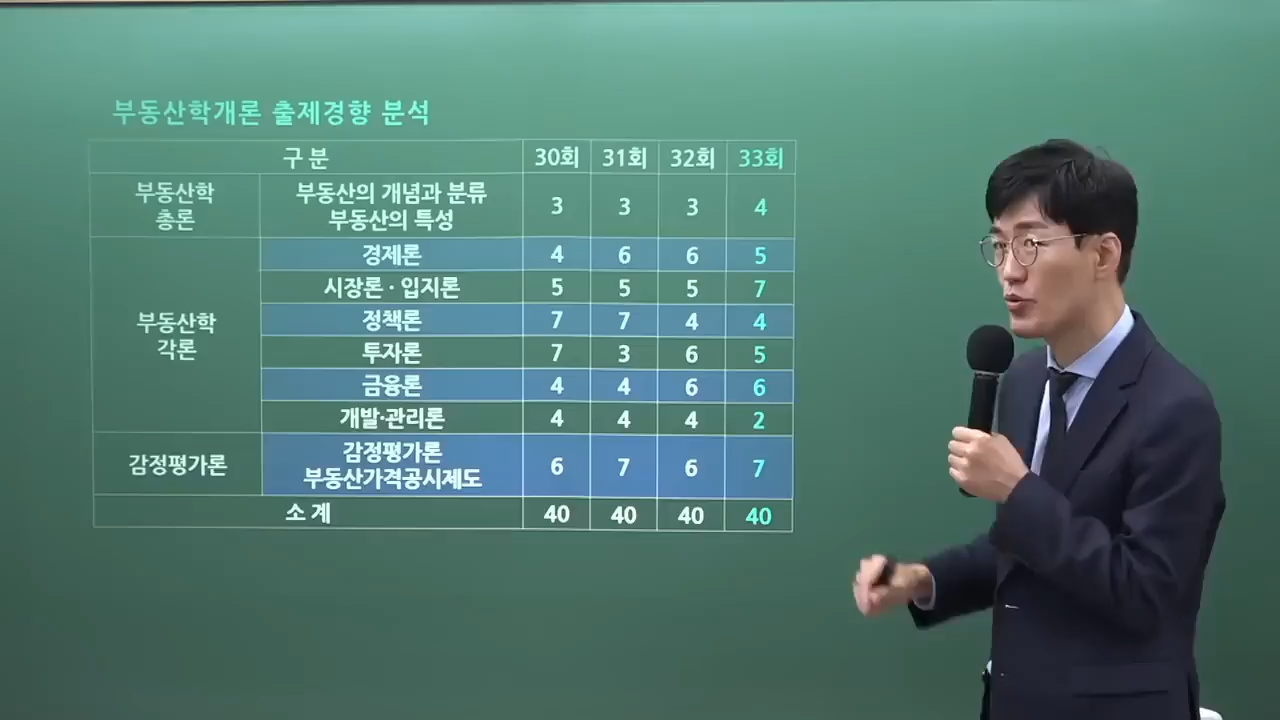 부동산학개론 출제경향 분석
구 분 30회 31회 32회 33회
부동산학
총론
부동산의 개념과 분류
부동산의 특성
3 3 3 4
부동산학
각론
경제론 4 6 6 5
시장론 · 입지론 5 5 5 7
정책론 7 7 4 4
투자론 7 3 6 5
금융론 4 4 6 6
개발·관리론 4 4 4 2
감정평가론
감정평가론
부동산가격공시제도
6 7 6 7
소 계 40 40 40 40